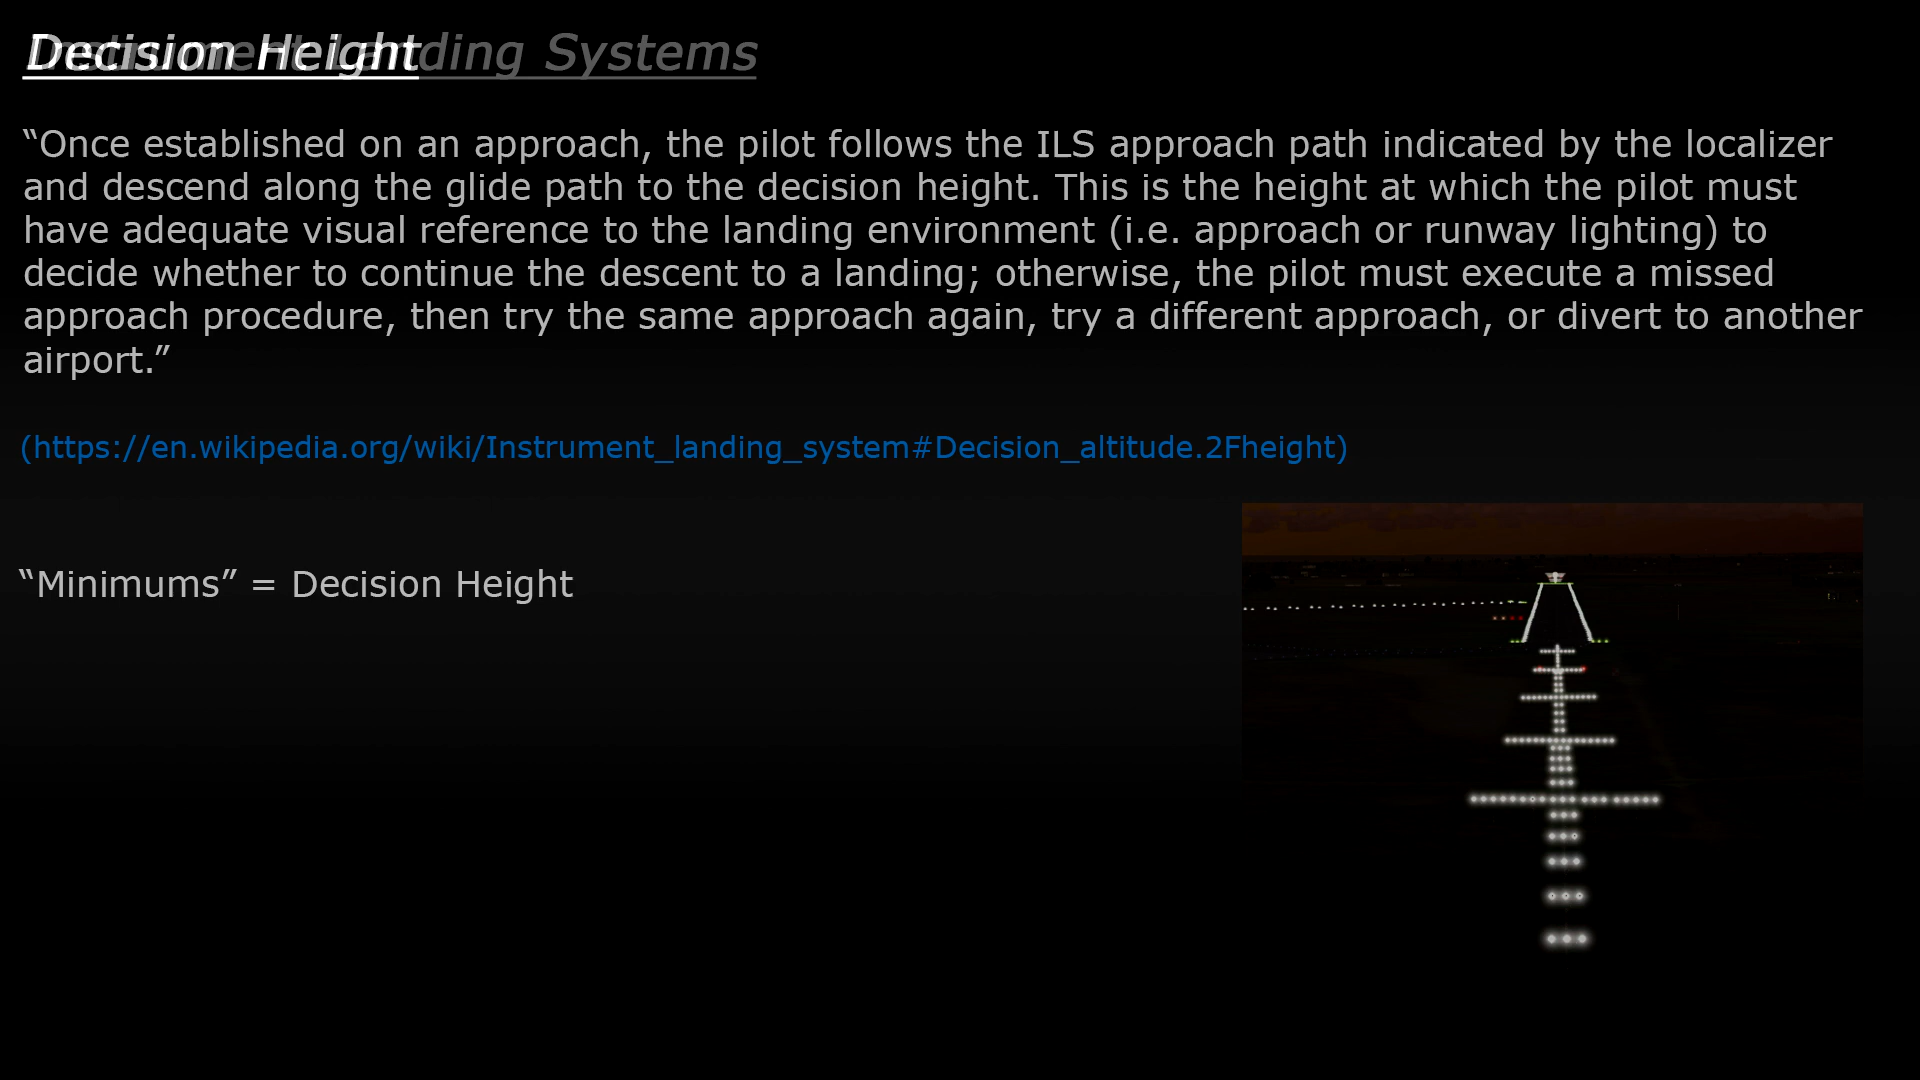 Decision Height
Instrument Landing Systems
“Once established on an approach, the pilot follows the ILS approach path indicated by the localizer
and descend along the glide path to the decision height. This is the height at which the pilot must
have adequate visual reference to the landing environment (i.e. approach or runway lighting) to
decide whether to continue the descent to a landing; otherwise, the pilot must execute a missed
approach procedure, then try the same approach again, try a different approach, or divert to another
airport.”
(https://en.wikipedia.org/wiki/Instrument_landing_system#Decision_altitude.2Fheight)
“Minimums” = Decision Height